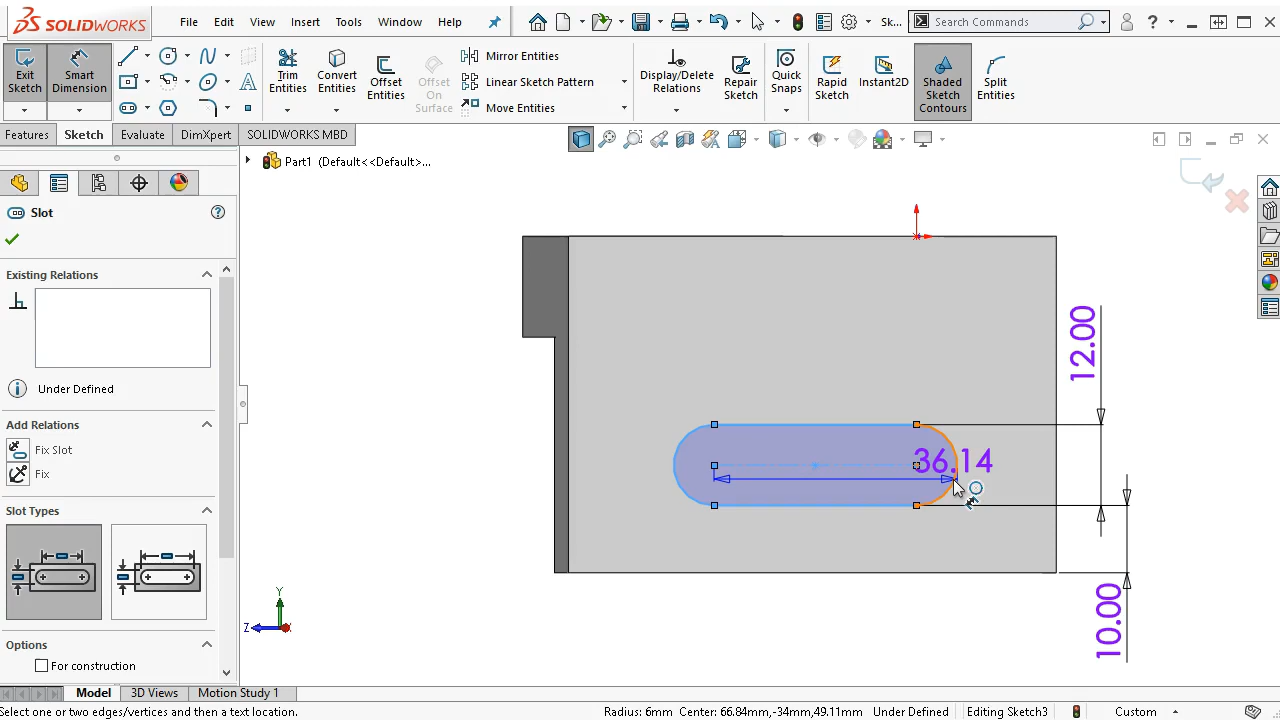 SOLIDWORKS
File Edit View Insert Tools Window Help
Sk...
Search Commands
Exit Sketch
Smart Dimension
Trim Entities
Convert Entities
Offset Entities
Offset On Surface
Mirror Entities
Linear Sketch Pattern
Move Entities
Display/Delete Relations
Repair Sketch
Quick Snaps
Rapid Sketch
Instant2D
Shaded Sketch Contours
Split Entities
Features Sketch Evaluate DimXpert SOLIDWORKS MBD
Part1 (Default<<Default>...
Slot
Existing Relations
Under Defined
Add Relations
Fix Slot
Fix
Slot Types
Options
For construction
12.00
36.14
10.00
Y
Z
Model 3D Views Motion Study 1
Select one or two edges/vertices and then a text location.
Radius: 6mm Center: 66.84mm,-34mm,49.11mm Under Defined Editing Sketch3 Custom